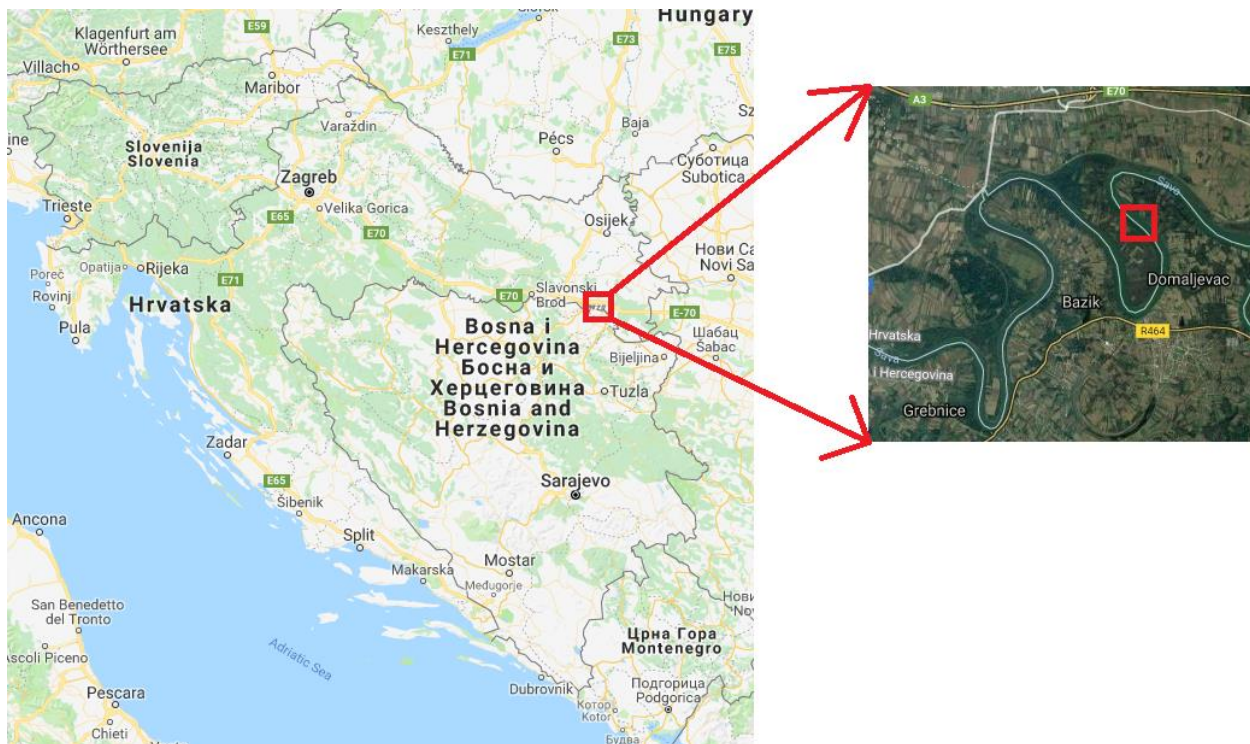 Hungary
E59
Klagenfurt am
Wörthersee
Keszthely
E73
E71
E75
Villach
Maribor
Varaždin
Pécs
Baja
Slovenija
Slovenia
Суботица
Subotica
Zagreb
Velika Gorica
Trieste
E65
Osijek
E70
Нови Са
Novi Sa
Poreč
Opatija
Rijeka
E71
Rovinj
Hrvatska
E70
Slavonski
Brod
E-70
Pula
Шабац
Šabac
Bosna i
Hercegovina
Босна и
Херцеговина
Bosnia and
Herzegovina
Bijeljina
Tuzla
Zadar
Sarajevo
E65
Šibenik
Ancona
Split
Mostar
Makarska
Međugorje
San Benedetto
del Tronto
Adriatic Sea
Црна Гора
Montenegro
Ascoli Piceno
Dubrovnik
Подгорица
Podgorica
Pescara
Котор
Kotor
Chieti
Будва
A3
E70
Sava
Domaljevac
Bazik
R464
Hrvatska
Sava
i Hercegovina
Grebnice